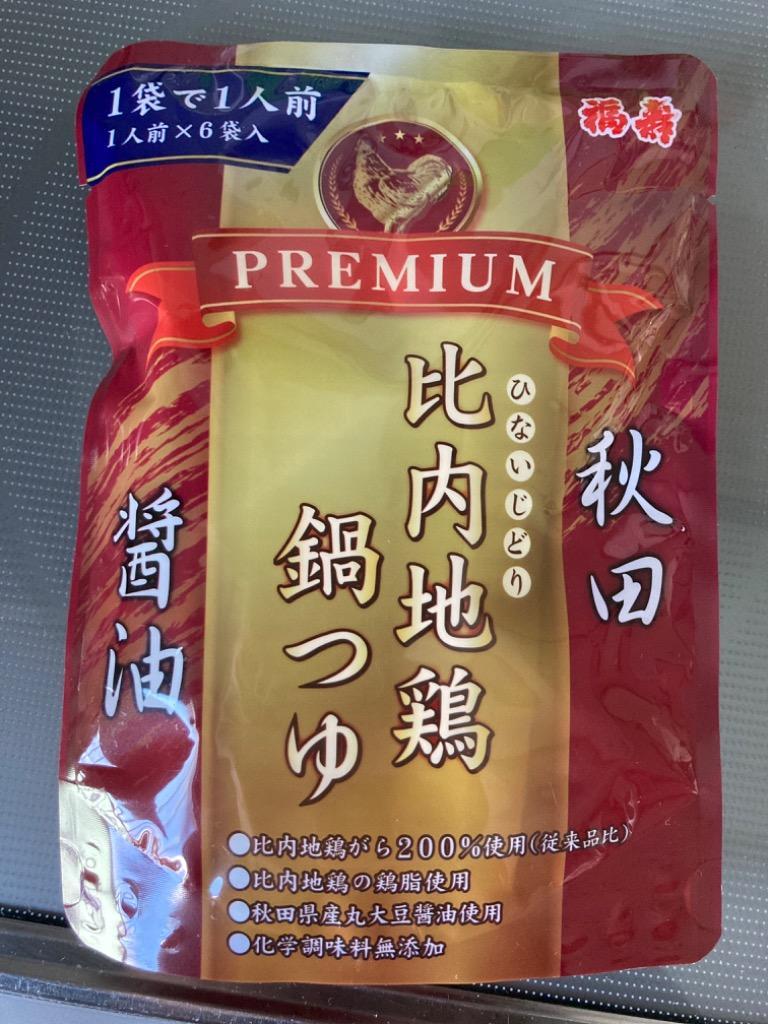 1袋で1人前
1人前×6袋入
福寿
PREMIUM
秋田
ひないじどり
比内地鶏
鍋つゆ
醤油
●比内地鶏がら200%使用(従来品比)
●比内地鶏の鶏脂使用
●秋田県産丸大豆醤油使用
●化学調味料無添加